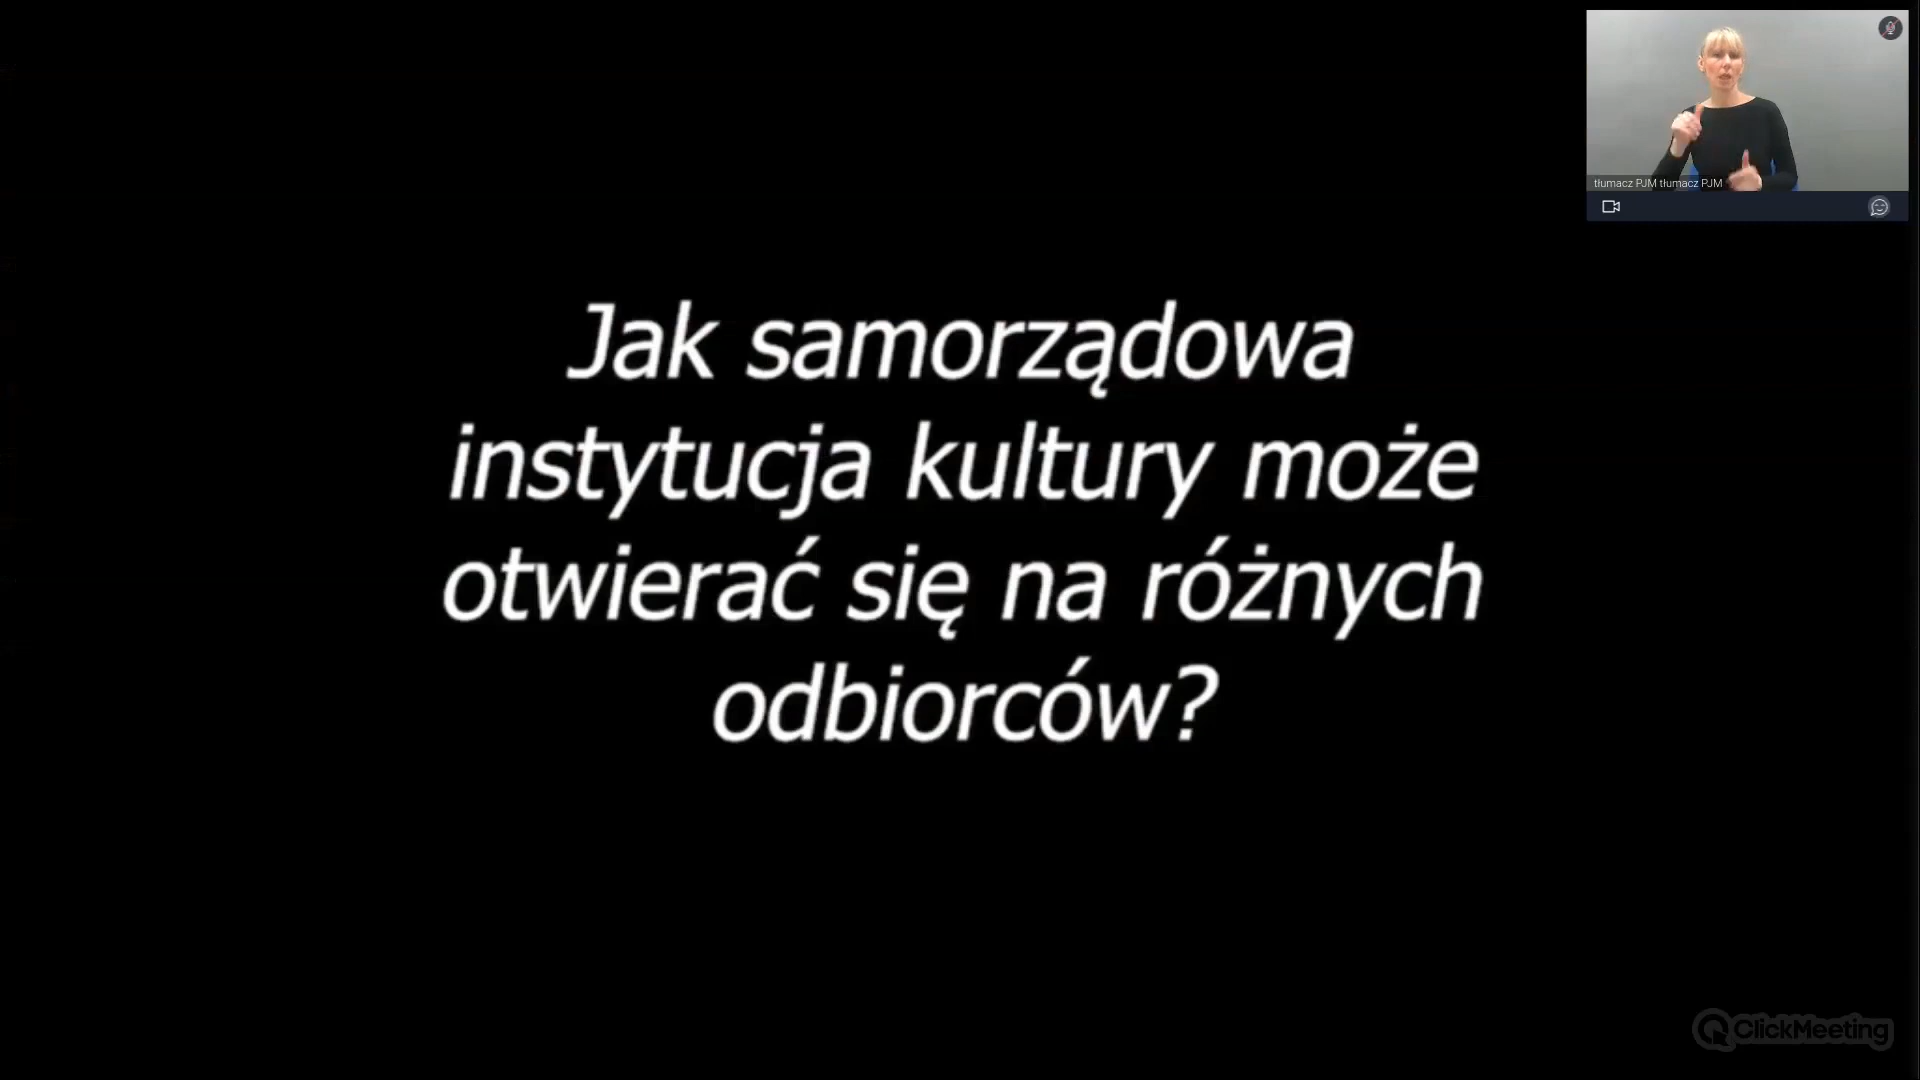 tłumacz PJM tłumacz PJM
Jak samorządowa
instytucja kultury może
otwierać się na różnych
odbiorców?
ClickMeeting